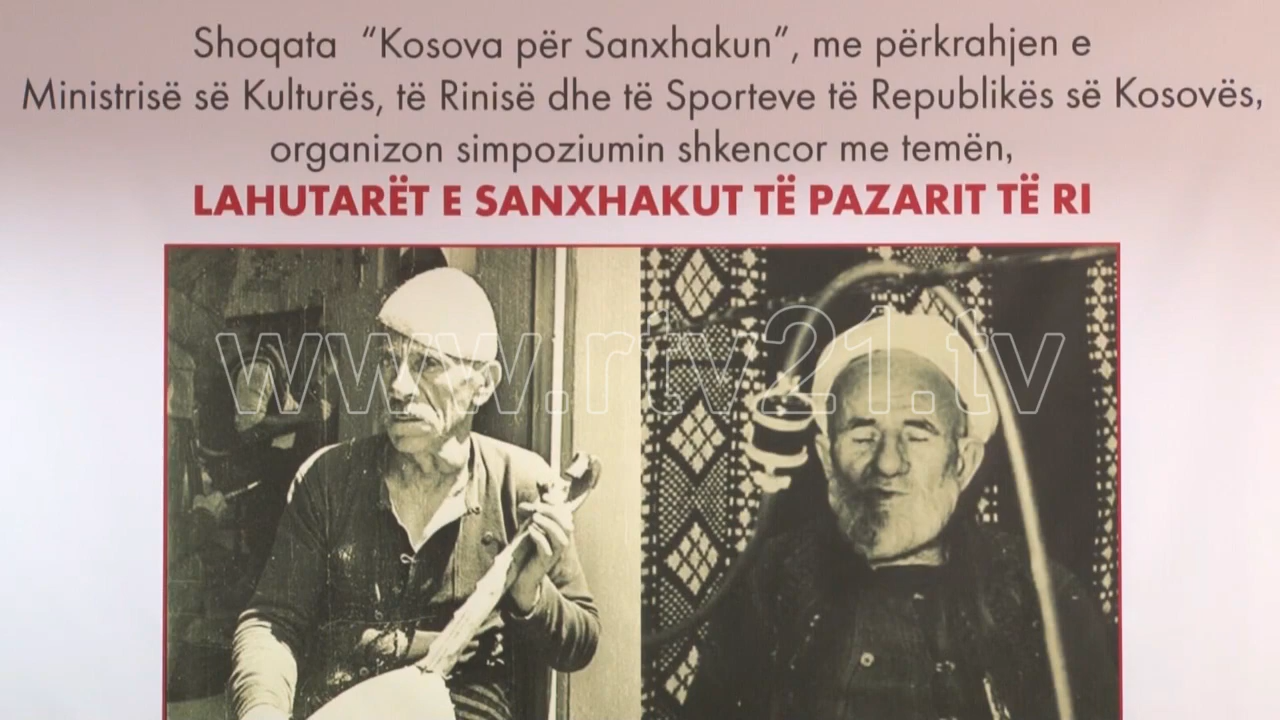 Shoqata “Kosova për Sanxhakun”, me përkrahjen e
Ministrisë së Kulturës, të Rinisë dhe të Sporteve të Republikës së Kosovës,
organizon simpoziumin shkencor me temën,
LAHUTARËT E SANXHAKUT TË PAZARIT TË RI
www.rtv21.tv